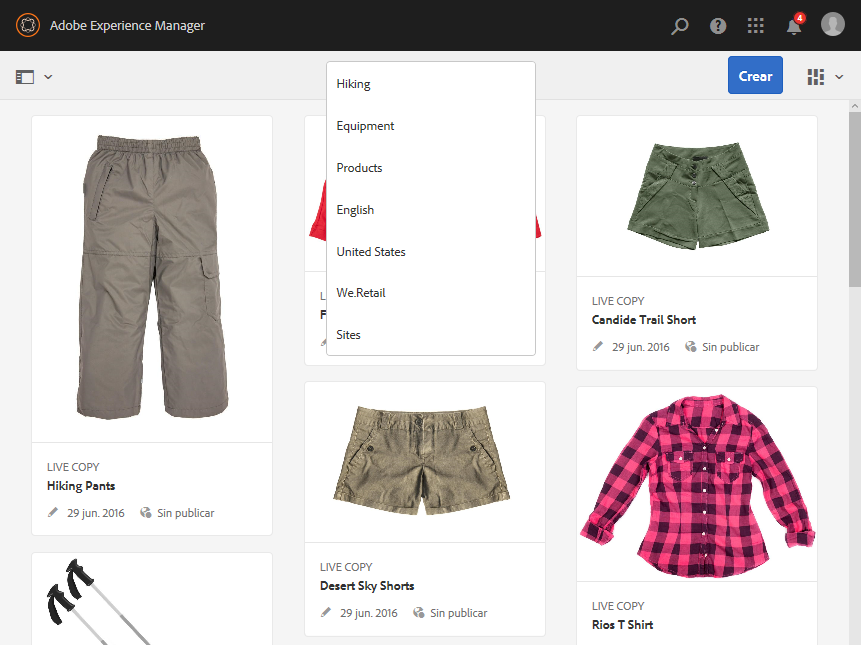 Adobe Experience Manager
4
Crear
Hiking
Equipment
Products
English
United States
We.Retail
Sites
LIVE COPY
Hiking Pants
29 jun. 2016 Sin publicar
L
F
LIVE COPY
Desert Sky Shorts
29 jun. 2016 Sin publicar
LIVE COPY
Candide Trail Short
29 jun. 2016 Sin publicar
LIVE COPY
Rios T Shirt